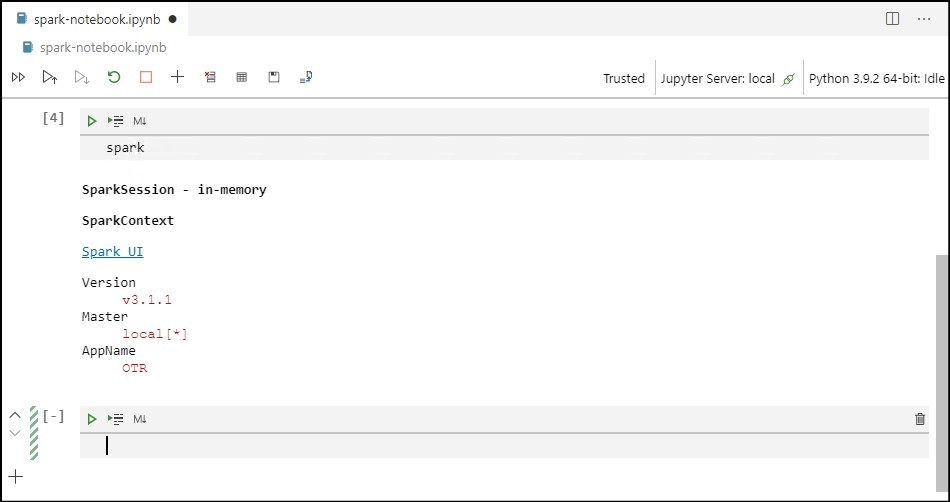 spark-notebook.ipynb
spark-notebook.ipynb
Trusted Jupyter Server: local Python 3.9.2 64-bit: Idle
[4]
M↓
spark
SparkSession - in-memory
SparkContext
Spark UI
Version
v3.1.1
Master
local[*]
AppName
OTR
[-]
M↓